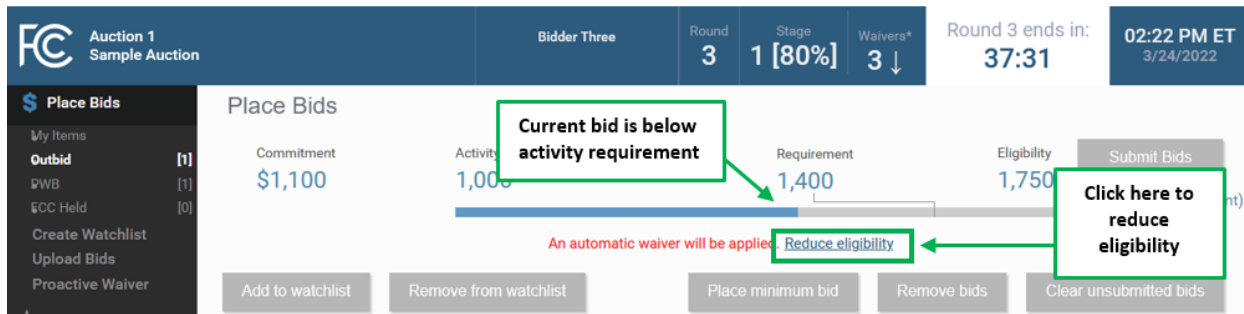 FCC
Auction 1
Sample Auction
Bidder Three
Round
3
Stage
1 [80%]
Waivers*
3 ↓
Round 3 ends in:
37:31
02:22 PM ET
3/24/2022
$ Place Bids
My Items
Outbid [1]
PWB [1]
FCC Held [0]
Create Watchlist
Upload Bids
Proactive Waiver
Place Bids
Current bid is below
activity requirement
Commitment
$1,100
Activity
1,000
Requirement
1,400
Eligibility
1,750
Submit Bids
Click here to
reduce
eligibility
An automatic waiver will be applied. Reduce eligibility
Add to watchlist
Remove from watchlist
Place minimum bid
Remove bids
Clear unsubmitted bids